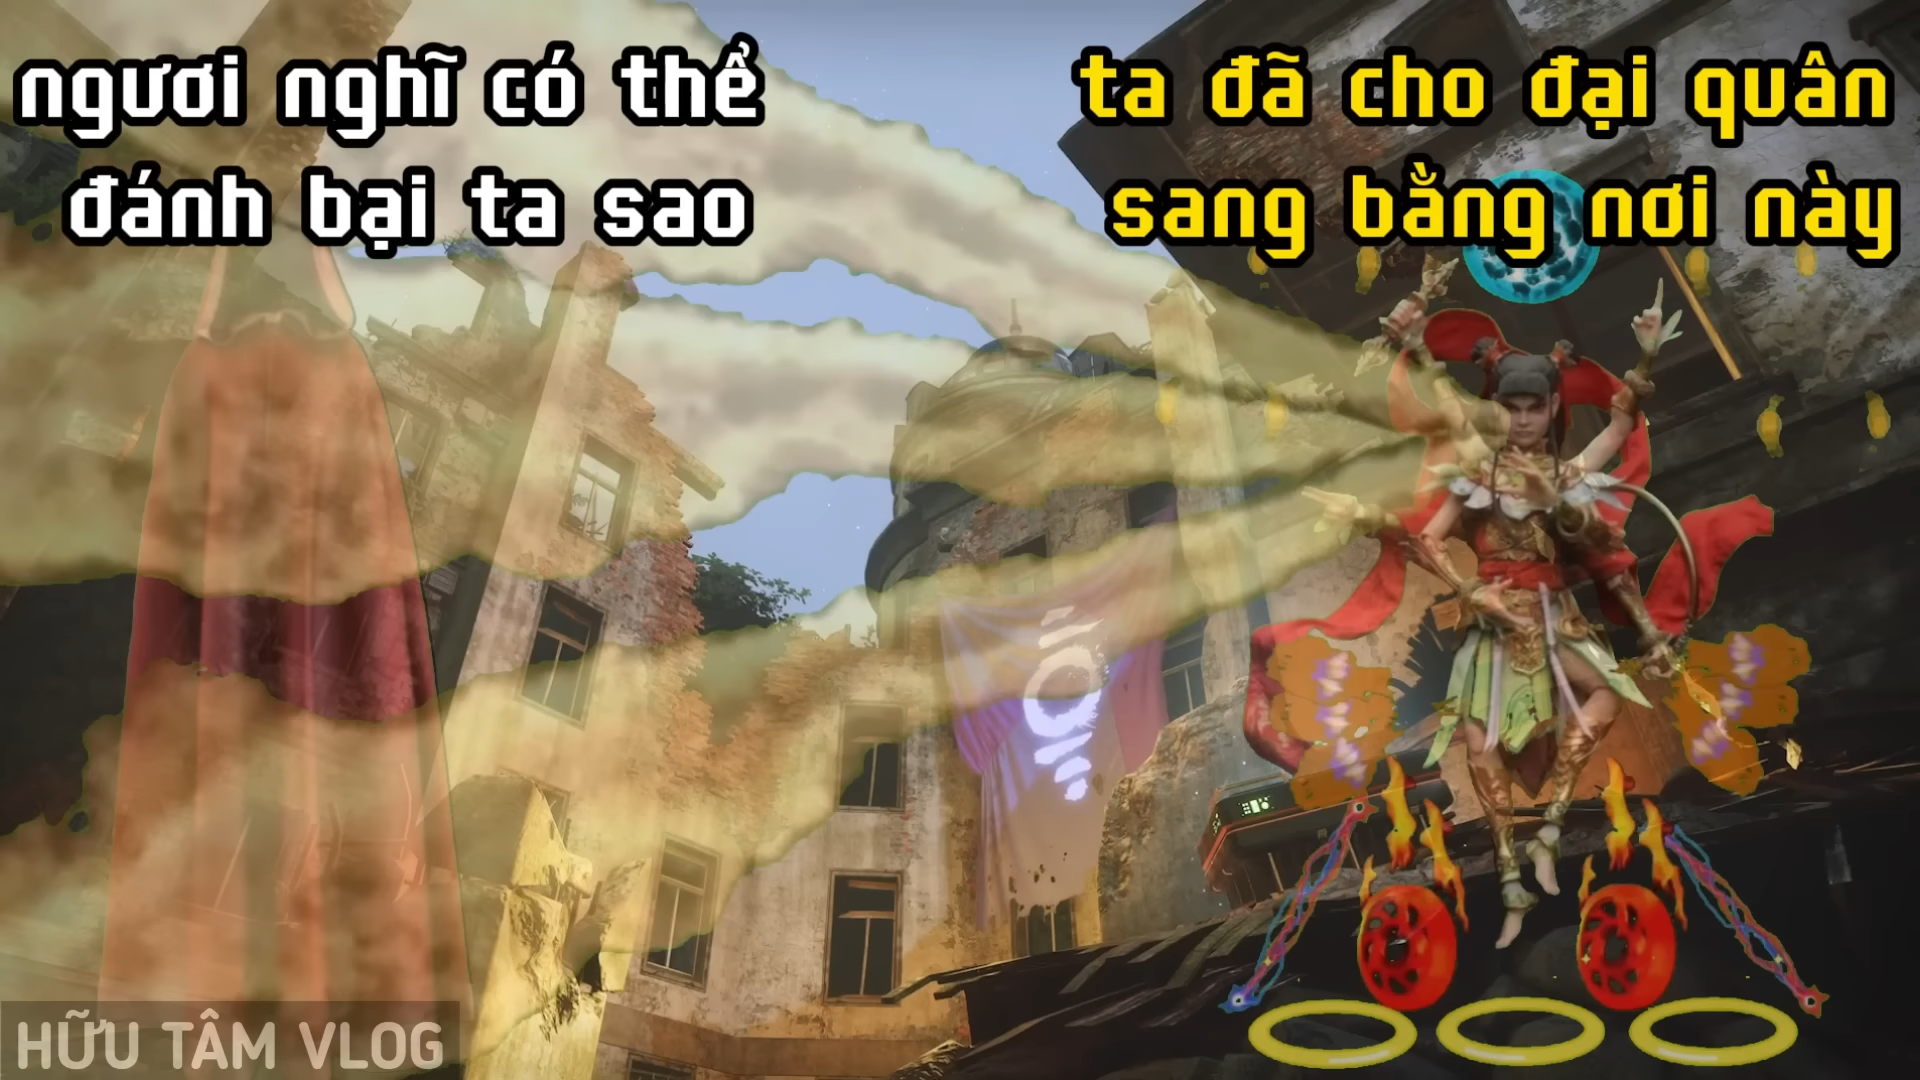 ngươi nghĩ có thể
đánh bại ta sao
ta đã cho đại quân
sang bằng nơi này
HỮU TÂM VLOG